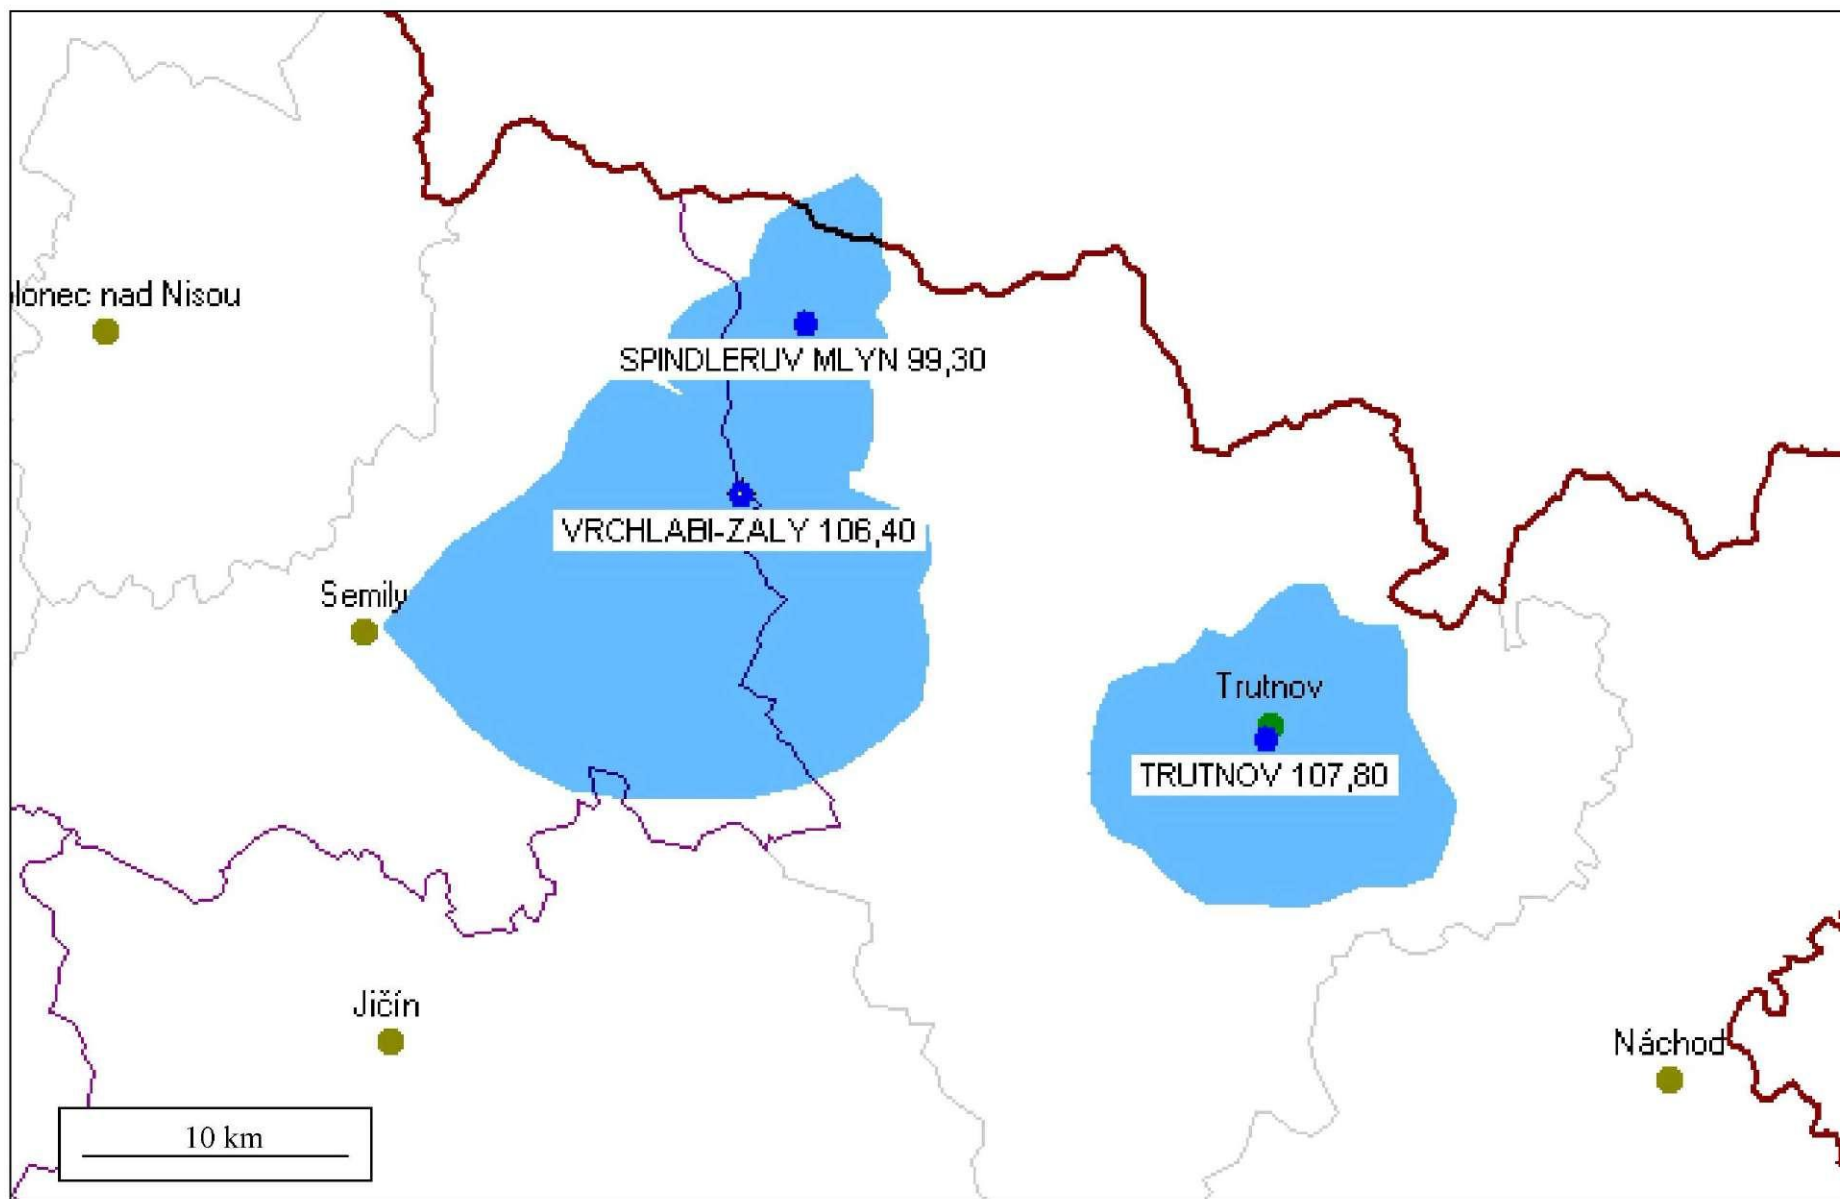 lonec nad Nisou
SPINDLERUV MLYN 99,30
VRCHLABI-ZALY 106,40
Semily
Trutnov
TRUTNOV 107,80
Jičín
Náchod
10 km